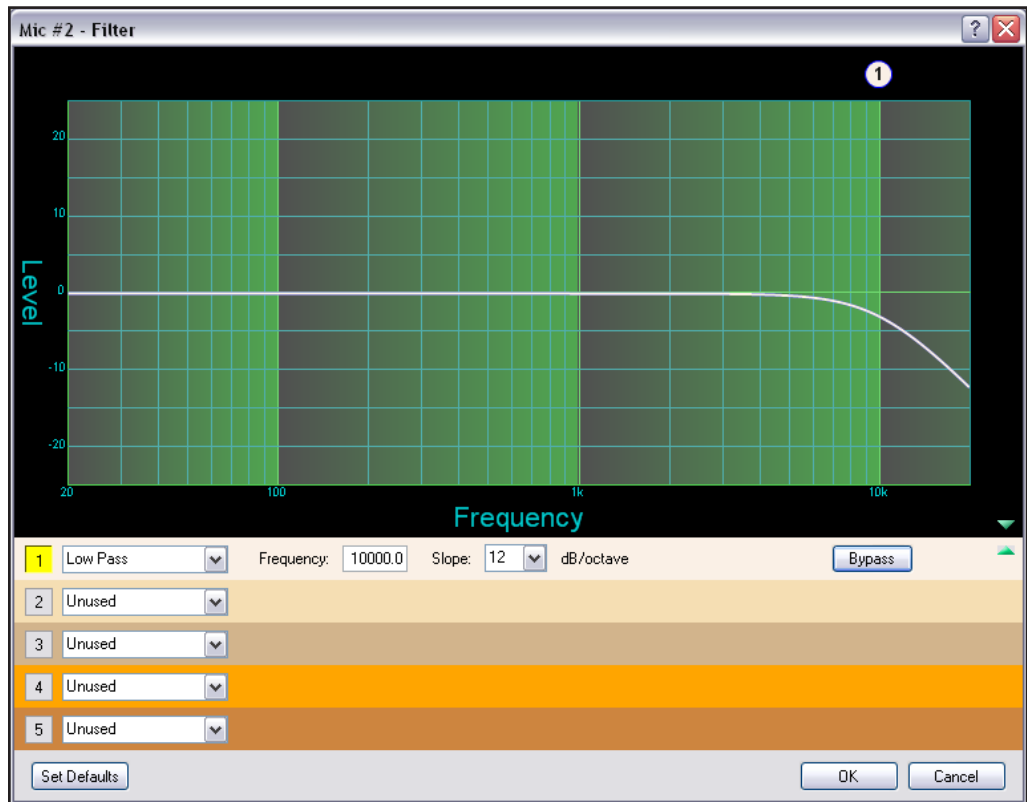 Mic #2 - Filter
?
1
20
10
0
-10
-20
Level
20 100 1k 10k
Frequency
1 Low Pass Frequency: 10000.0 Slope: 12 dB/octave Bypass
2 Unused
3 Unused
4 Unused
5 Unused
Set Defaults OK Cancel